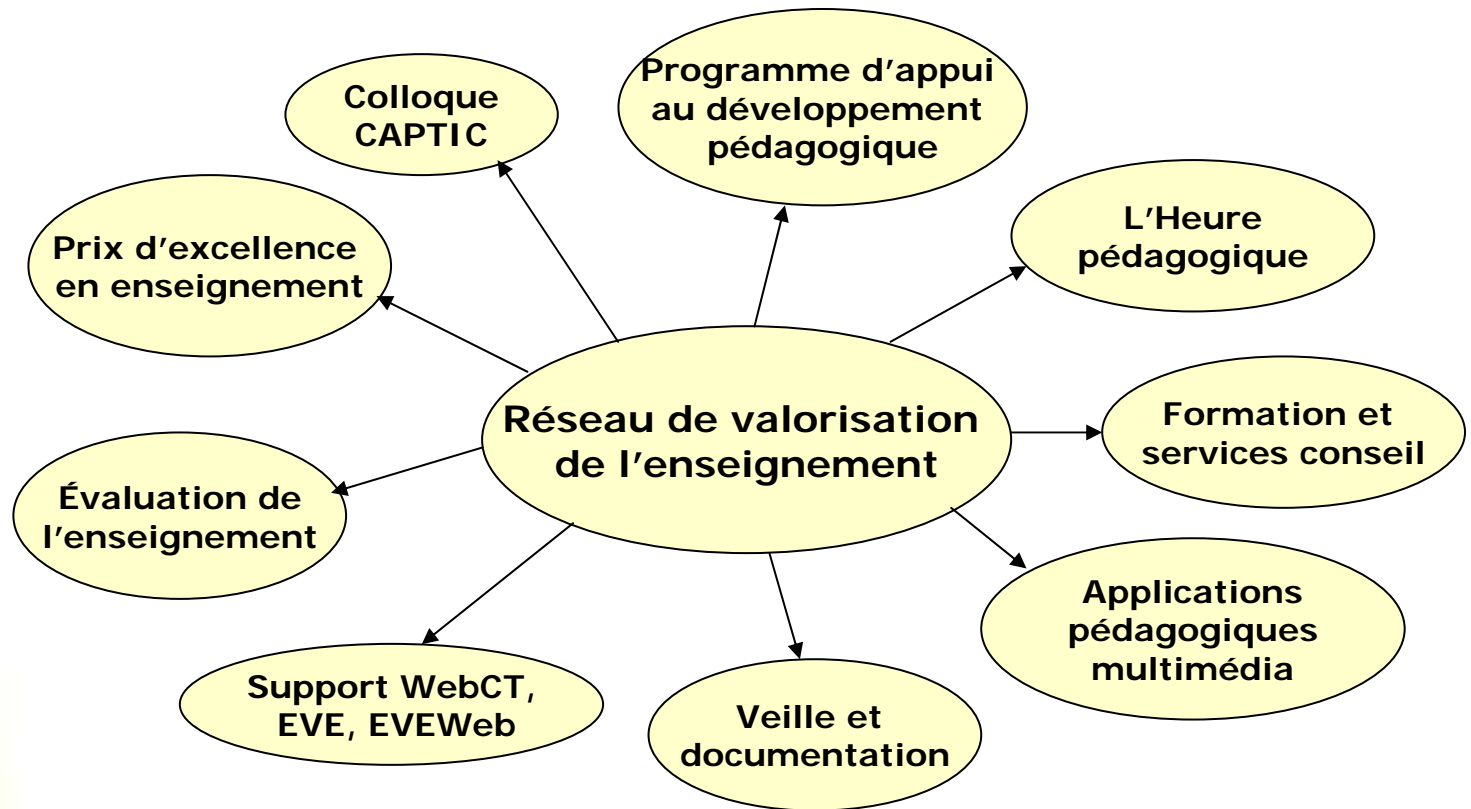 Colloque
CAPTIC
Programme d'appui
au développement
pédagogique
L'Heure
pédagogique
Prix d'excellence
en enseignement
Réseau de valorisation
de l'enseignement
Formation et
services conseil
Évaluation de
l'enseignement
Applications
pédagogiques
multimédia
Support WebCT,
EVE, EVEWeb
Veille et
documentation